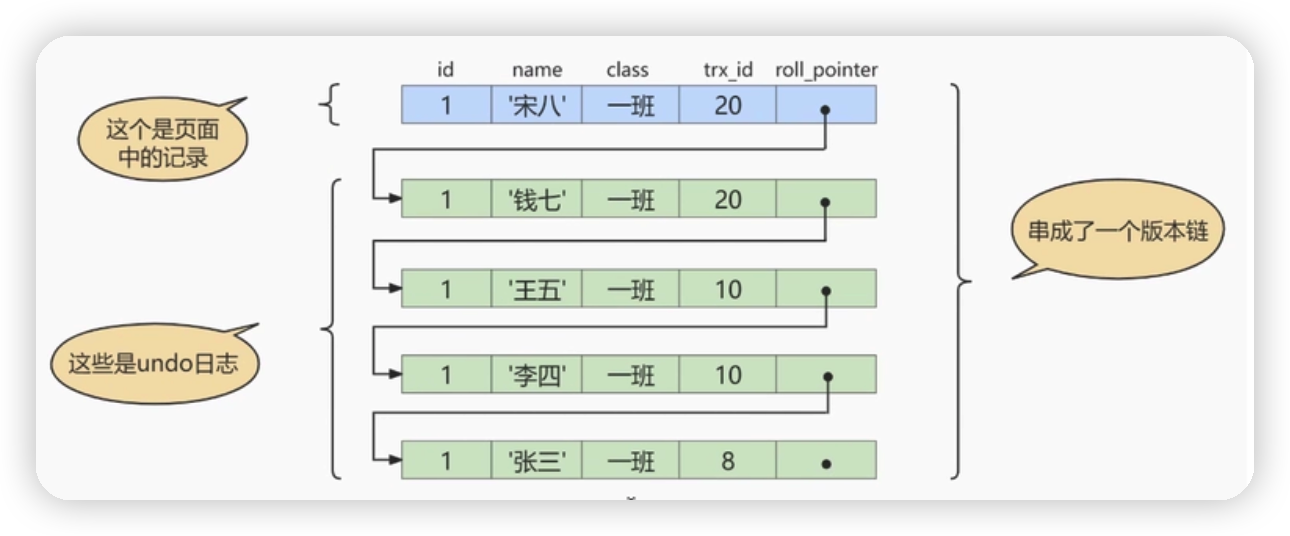 id name class trx_id roll_pointer
1 '宋八' 一班 20
这个是页面
中的记录
1 '钱七' 一班 20
串成了一个版本链
1 '王五' 一班 10
这些是undo日志
1 '李四' 一班 10
1 '张三' 一班 8